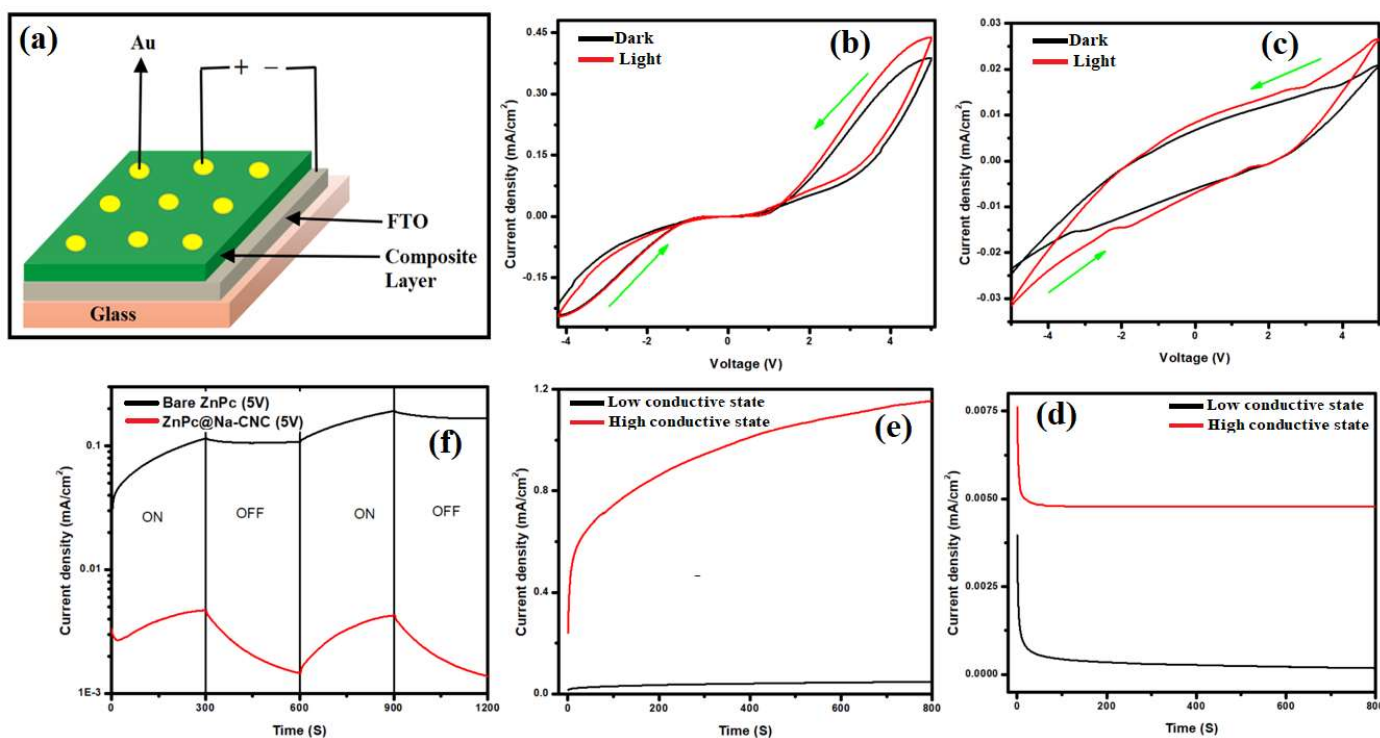 (a)
Au
+ −
FTO
Composite
Layer
Glass
(b)
Dark
Light
Current density (mA/cm²)
0.45
0.30
0.15
0.00
-0.15
-4
-2
0
2
4
Voltage (V)
(c)
Dark
Light
Current density (mA/cm²)
0.03
0.02
0.01
0.00
-0.01
-0.02
-0.03
-4
-2
0
2
4
Voltage (V)
(f)
Bare ZnPc (5V)
ZnPc@Na-CNC (5V)
ON
OFF
ON
OFF
Current density (mA/cm²)
0.1
0.01
1E-3
0
300
600
900
1200
Time (S)
(e)
Low conductive state
High conductive state
Current density (mA/cm²)
1.2
0.8
0.4
0.0
0
200
400
600
800
Time (S)
(d)
Low conductive state
High conductive state
Current density (mA/cm²)
0.0075
0.0050
0.0025
0.0000
0
200
400
600
800
Time (S)